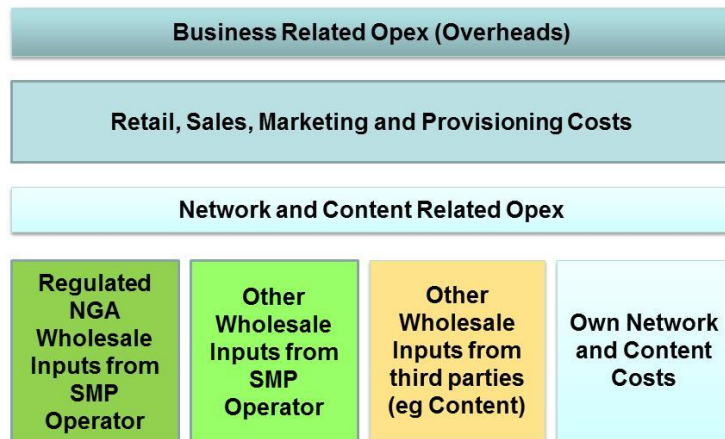 Business Related Opex (Overheads)
Retail, Sales, Marketing and Provisioning Costs
Network and Content Related Opex
Regulated
NGA
Wholesale
Inputs from
SMP
Operator
Other
Wholesale
Inputs from
SMP
Operator
Other
Wholesale
Inputs from
third parties
(eg Content)
Own Network
and Content
Costs